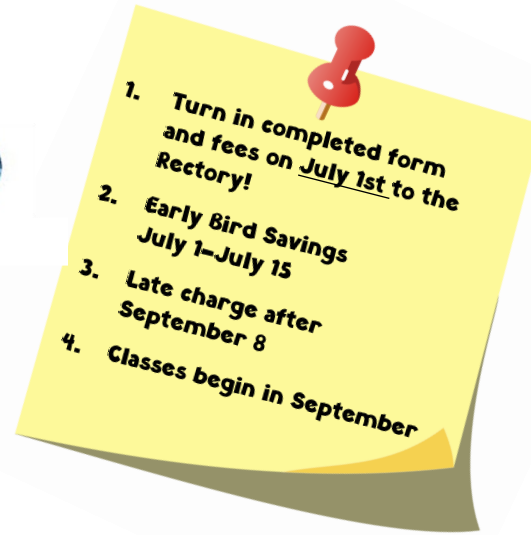 1. Turn in completed form
and fees on July 1st to the
Rectory!
2. Early Bird Savings
July 1–July 15
3. Late charge after
September 8
4. Classes begin in September